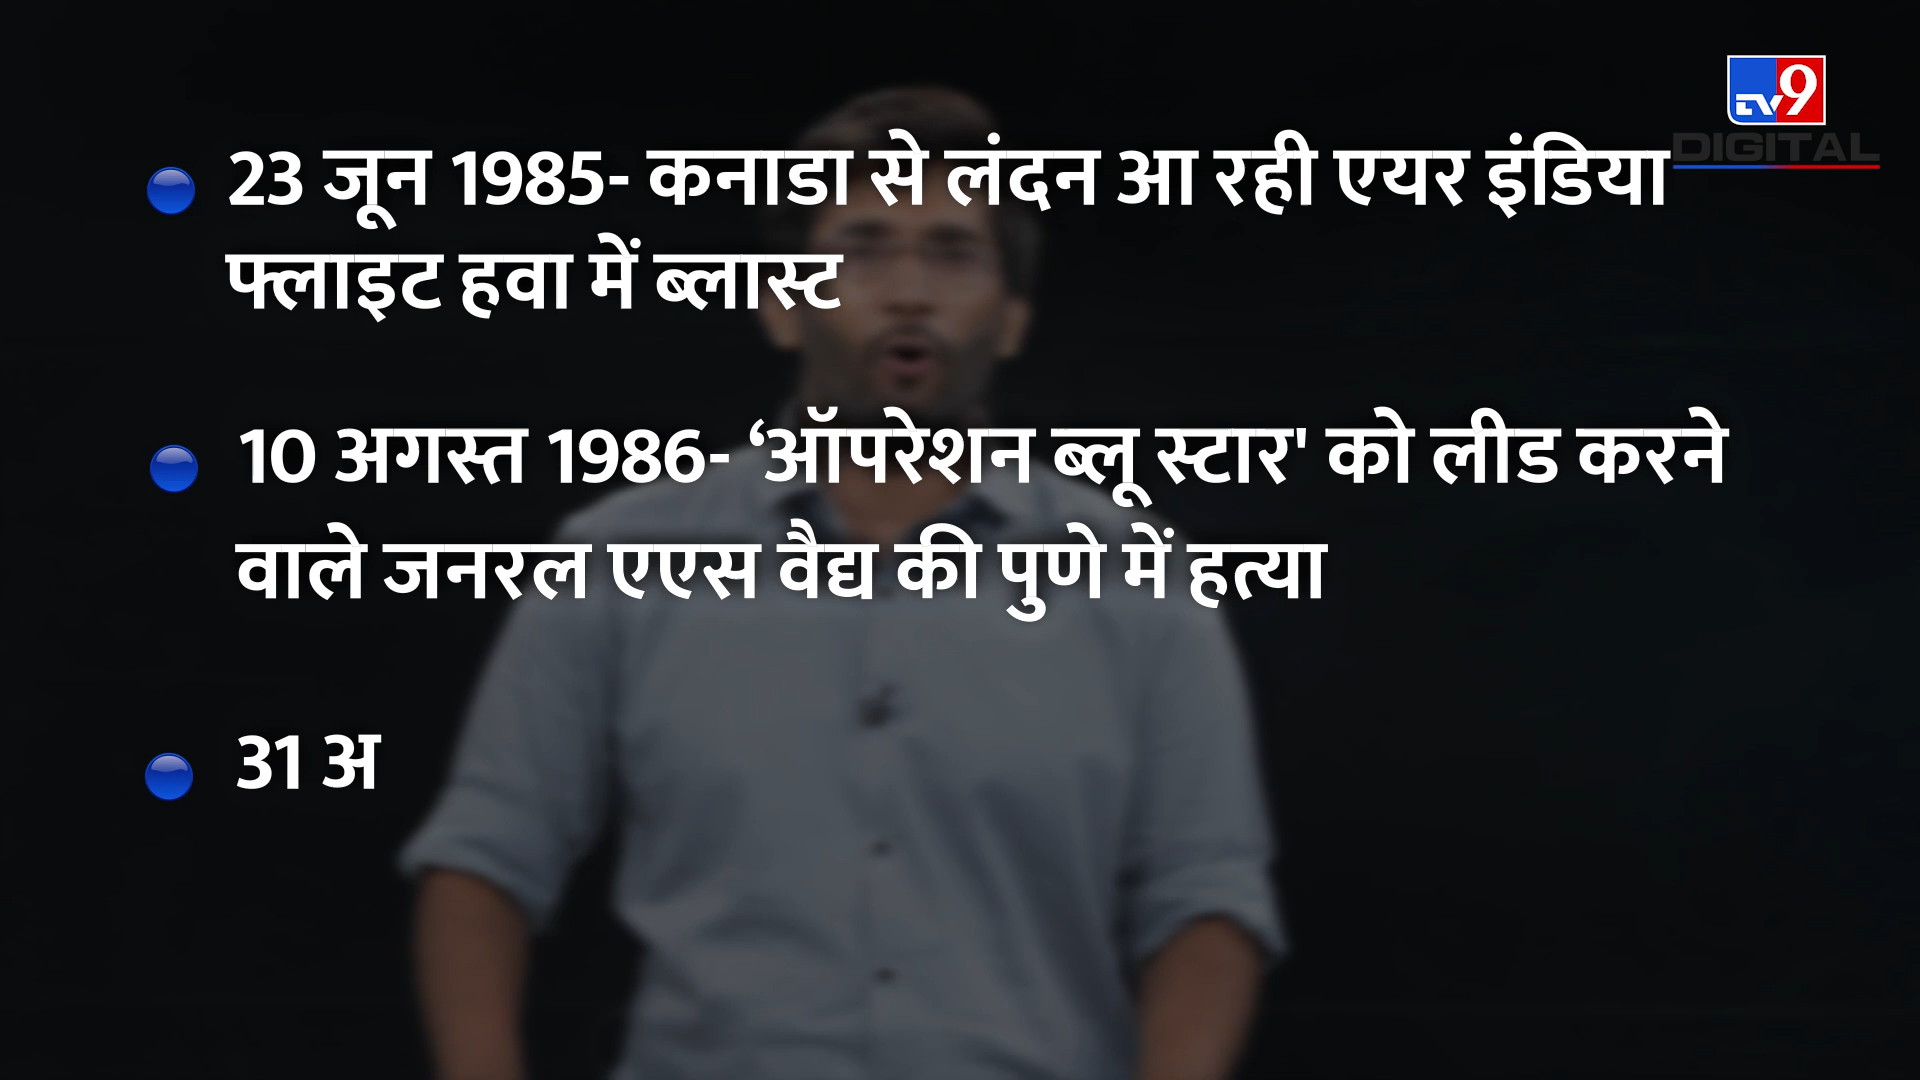 tv9
DIGITAL
23 जून 1985- कनाडा से लंदन आ रही एयर इंडिया
फ्लाइट हवा में ब्लास्ट
10 अगस्त 1986- ‘ऑपरेशन ब्लू स्टार' को लीड करने
वाले जनरल एएस वैद्य की पुणे में हत्या
31 अ